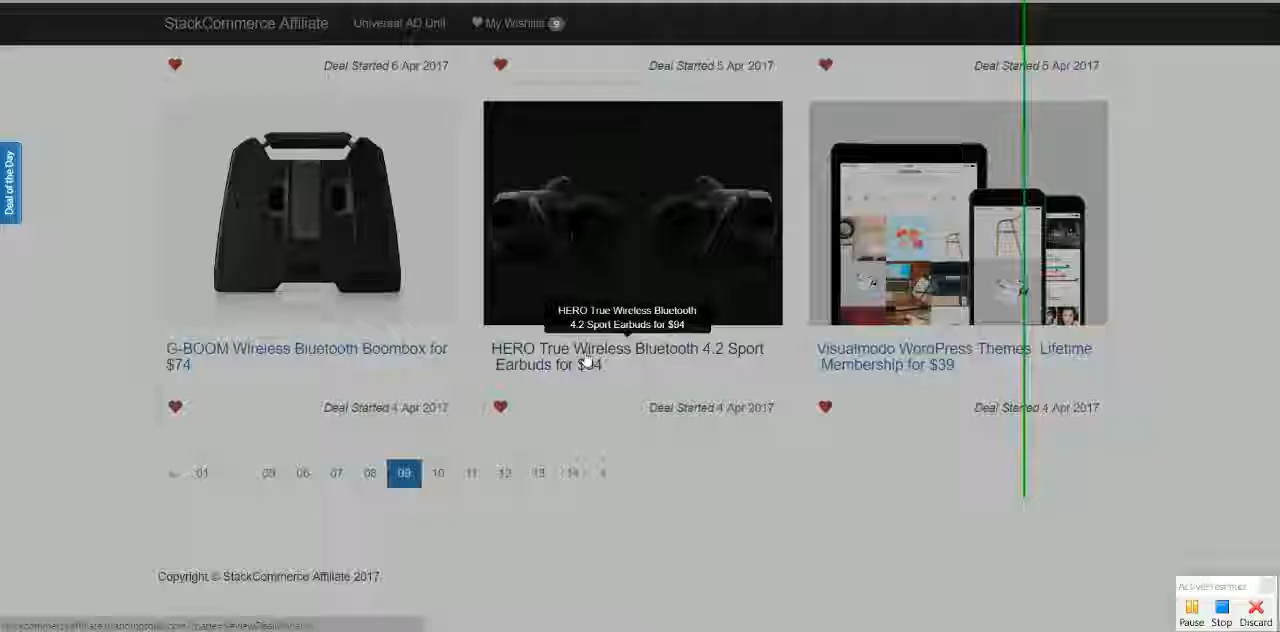 StackCommerce Affiliate Universal AD Unit My Wishlist 9
Deal Started 6 Apr 2017 Deal Started 5 Apr 2017 Deal Started 5 Apr 2017
Deal of the Day
HERO True Wireless Bluetooth
4.2 Sport Earbuds for $94
G-BOOM Wireless Bluetooth Boombox for
$74
HERO True Wireless Bluetooth 4.2 Sport
Earbuds for $94
Visualmodo WordPress Themes Lifetime
Membership for $39
Deal Started 4 Apr 2017 Deal Started 4 Apr 2017 Deal Started 4 Apr 2017
01 05 06 07 08 09 10 11 12 13 14
Copyright © StackCommerce Affiliate 2017
ActivePresenter
Pause Stop Discard